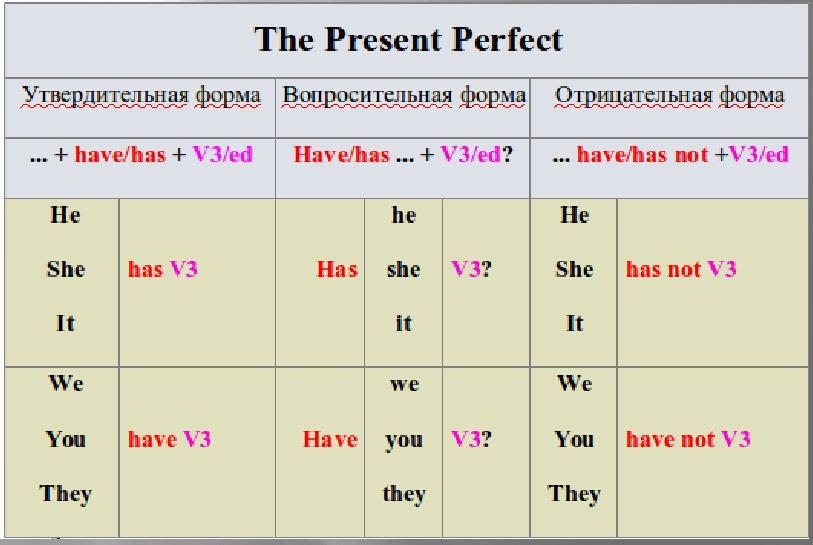 The Present Perfect
Утвердительная форма
Вопросительная форма
Отрицательная форма
... + have/has + V3/ed
Have/has ... + V3/ed?
... have/has not +V3/ed
He
She
It
has V3
Has
he
she
it
V3?
He
She
It
has not V3
We
You
They
have V3
Have
we
you
they
V3?
We
You
They
have not V3